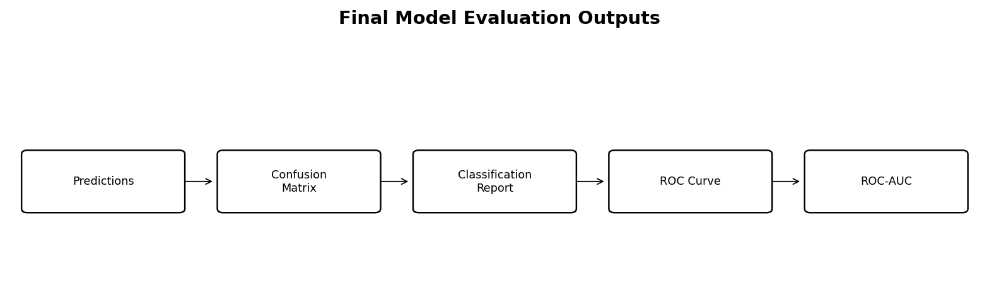 Final Model Evaluation Outputs
Predictions
Confusion
Matrix
Classification
Report
ROC Curve
ROC-AUC